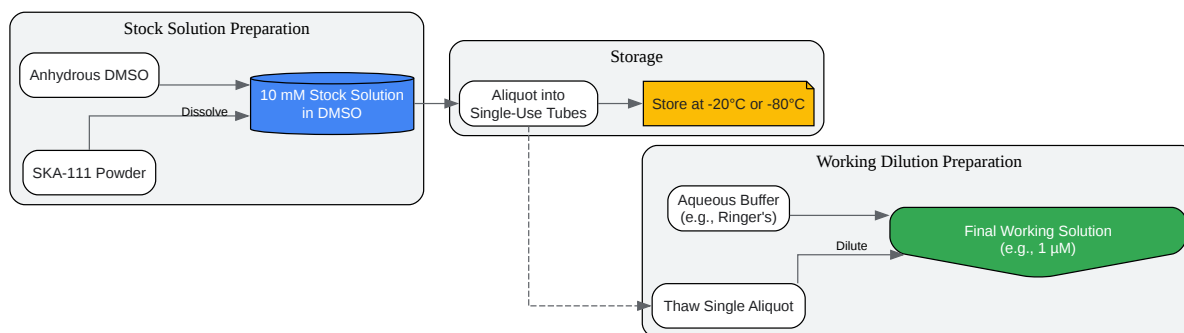 Stock Solution Preparation
Anhydrous DMSO
Dissolve
10 mM Stock Solution
in DMSO
SKA-111 Powder
Storage
Aliquot into
Single-Use Tubes
Store at -20°C or -80°C
Working Dilution Preparation
Aqueous Buffer
(e.g., Ringer's)
Dilute
Final Working Solution
(e.g., 1 µM)
Thaw Single Aliquot